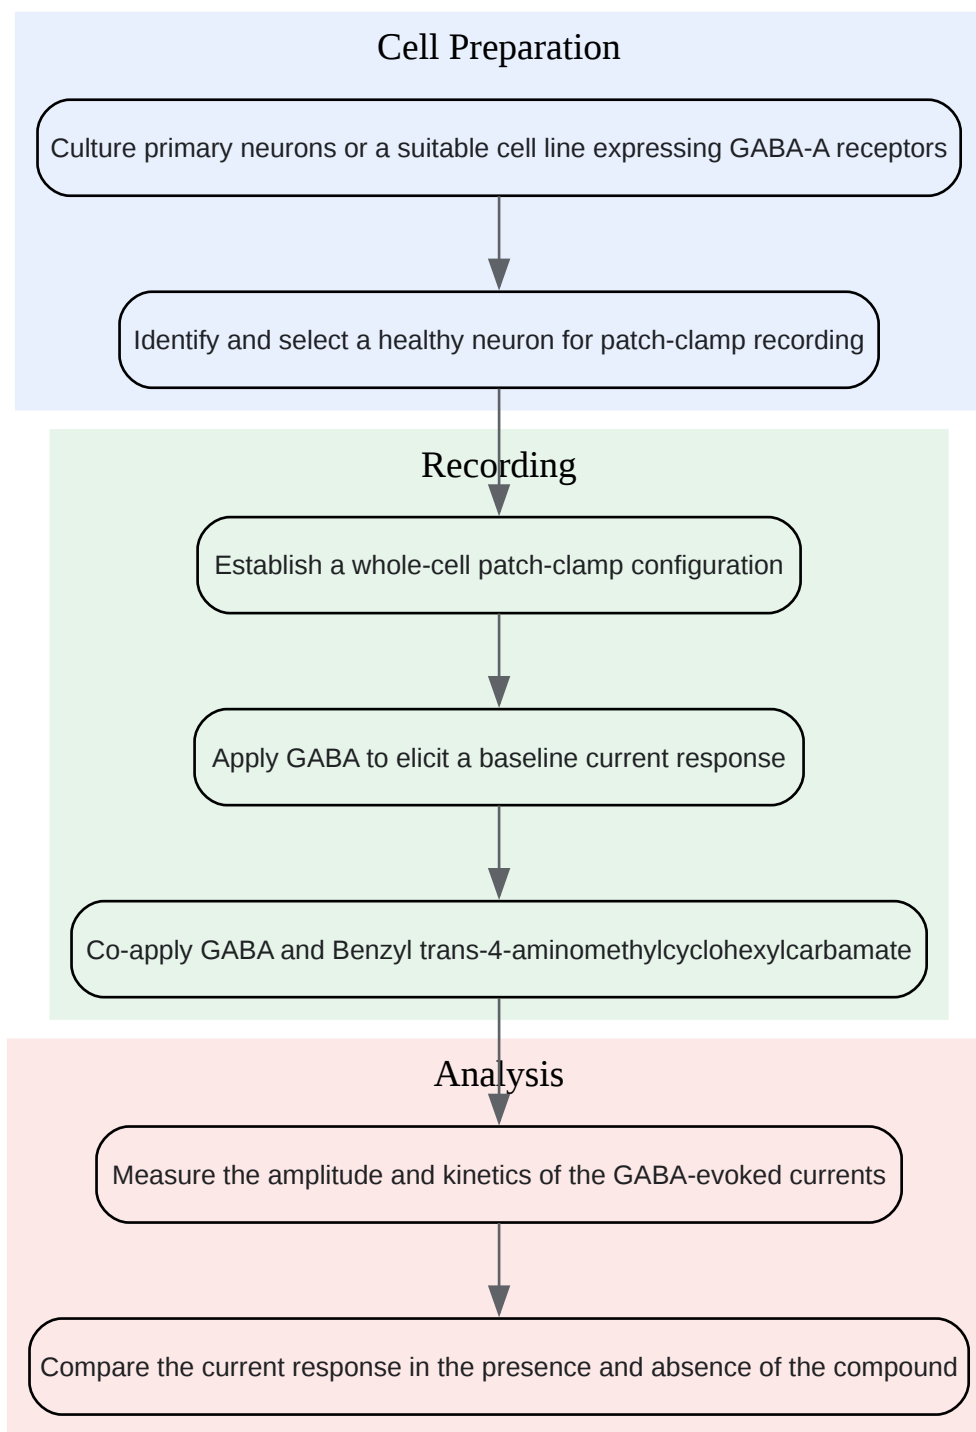 Cell Preparation
Culture primary neurons or a suitable cell line expressing GABA-A receptors
Identify and select a healthy neuron for patch-clamp recording
Recording
Establish a whole-cell patch-clamp configuration
Apply GABA to elicit a baseline current response
Co-apply GABA and Benzyl trans-4-aminomethylcyclohexylcarbamate
Analysis
Measure the amplitude and kinetics of the GABA-evoked currents
Compare the current response in the presence and absence of the compound